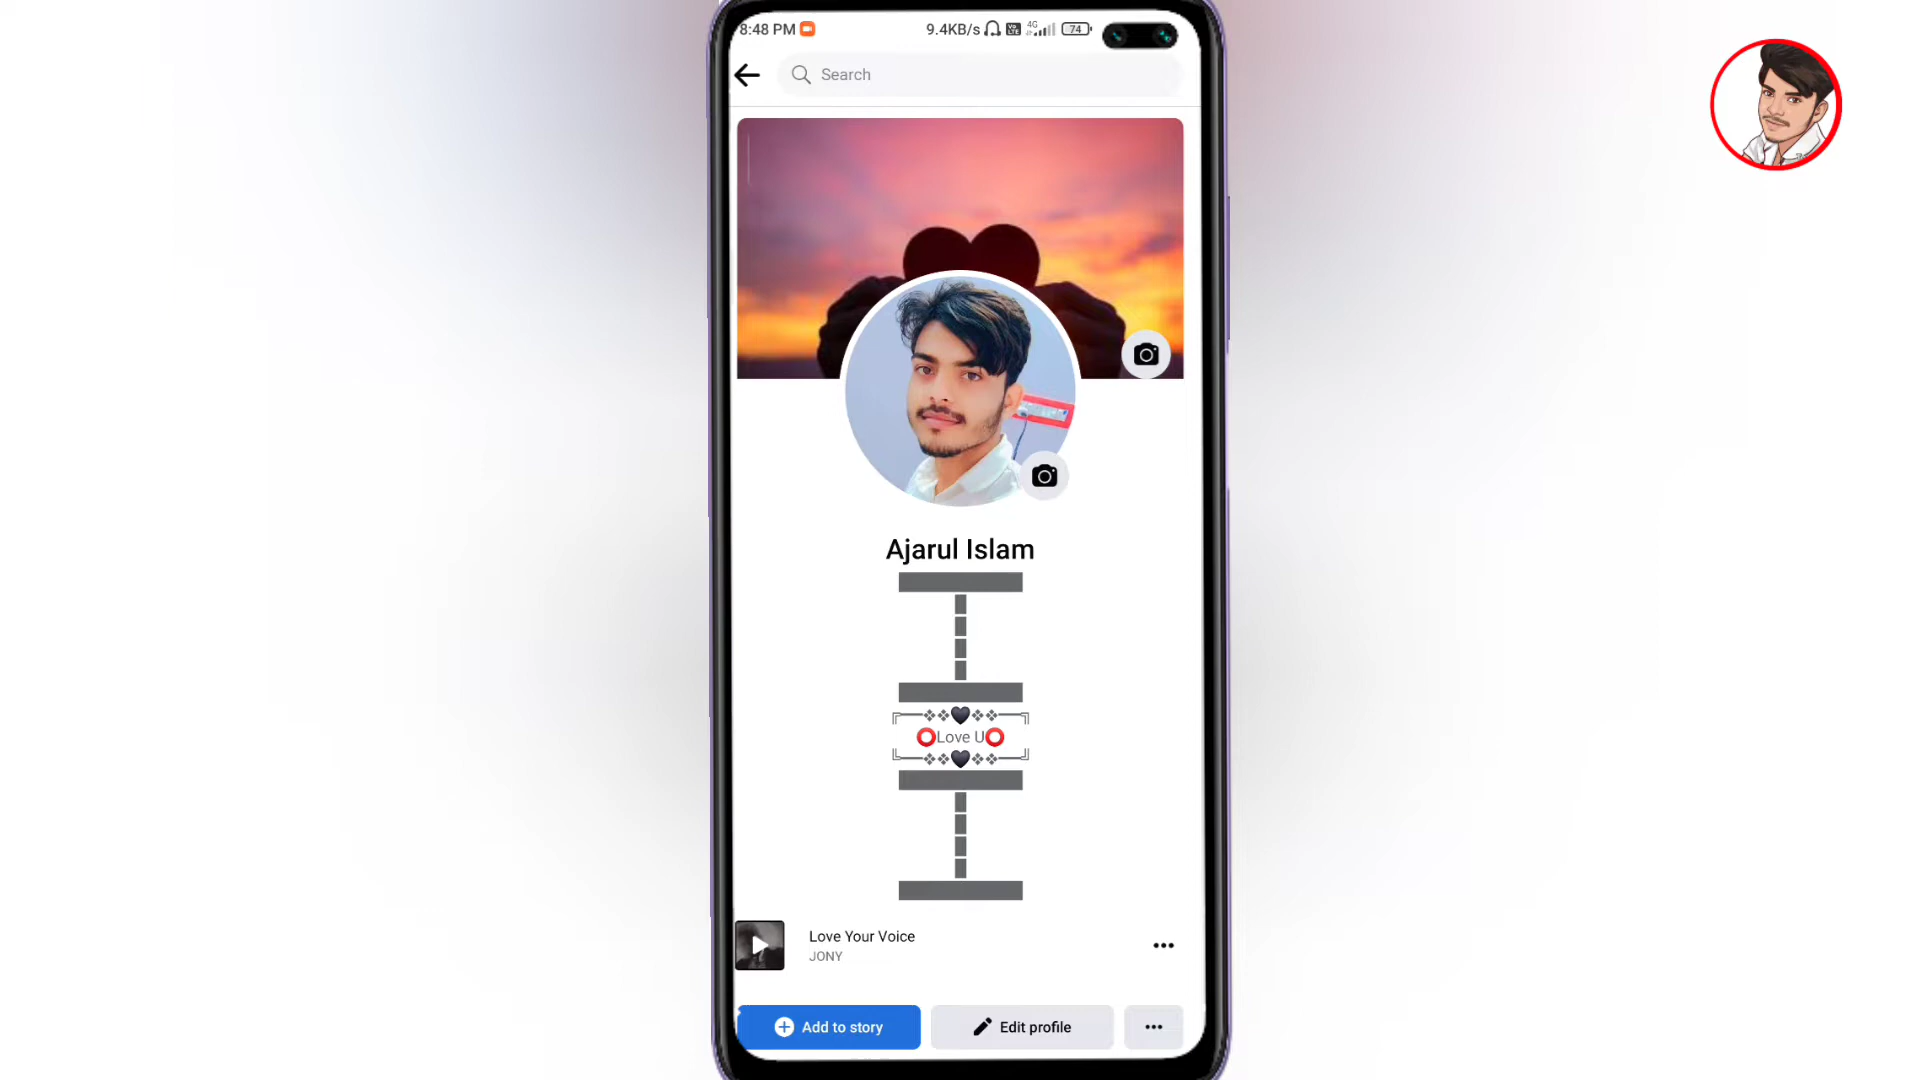 8:48 PM 9.4KB/s 4G 74
Search
Ajarul Islam
Love U
Love Your Voice
JONY
Add to story Edit profile